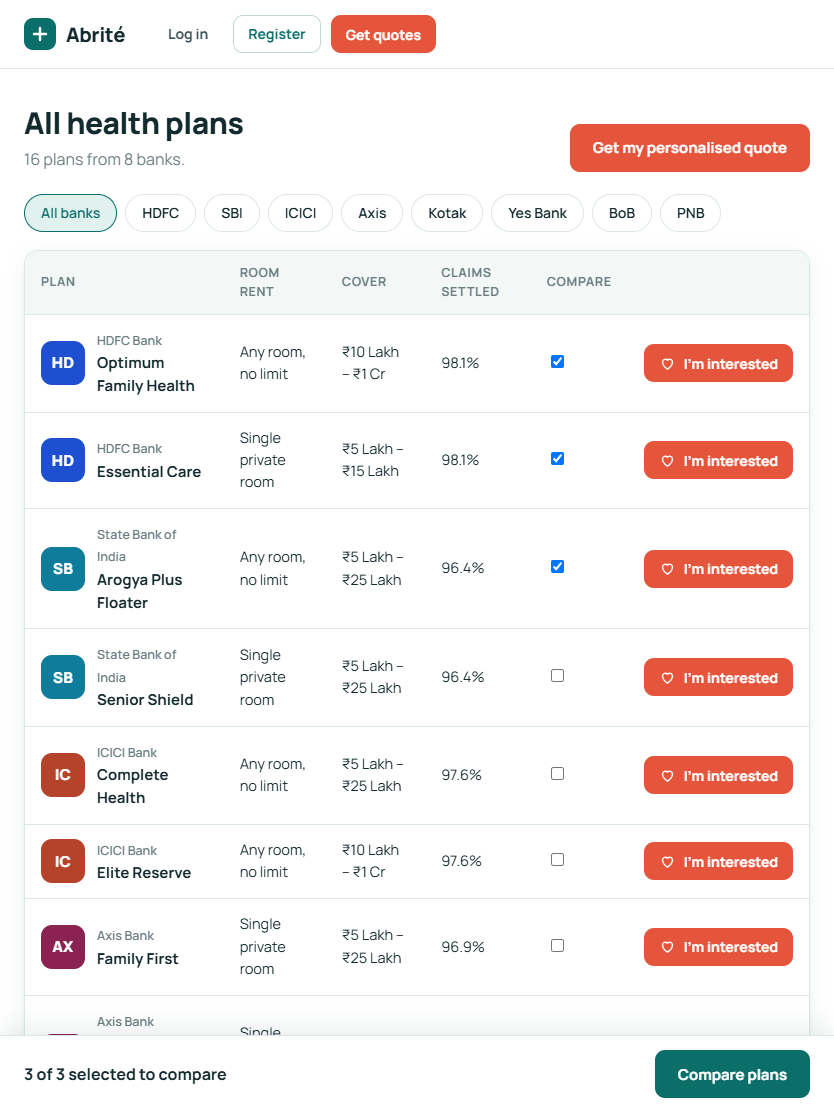 Abrité
Log in
Register
Get quotes
All health plans
16 plans from 8 banks.
Get my personalised quote
All banks
HDFC
SBI
ICICI
Axis
Kotak
Yes Bank
BoB
PNB
PLAN
ROOM
RENT
COVER
CLAIMS
SETTLED
COMPARE
HD
HDFC Bank
Optimum
Family Health
Any room,
no limit
₹10 Lakh
– ₹1 Cr
98.1%
I'm interested
HD
HDFC Bank
Essential Care
Single
private
room
₹5 Lakh –
₹15 Lakh
98.1%
I'm interested
SB
State Bank of
India
Arogya Plus
Floater
Any room,
no limit
₹5 Lakh –
₹25 Lakh
96.4%
I'm interested
SB
State Bank of
India
Senior Shield
Single
private
room
₹5 Lakh –
₹25 Lakh
96.4%
I'm interested
IC
ICICI Bank
Complete
Health
Any room,
no limit
₹5 Lakh –
₹25 Lakh
97.6%
I'm interested
IC
ICICI Bank
Elite Reserve
Any room,
no limit
₹10 Lakh
– ₹1 Cr
97.6%
I'm interested
AX
Axis Bank
Family First
Single
private
room
₹5 Lakh –
₹25 Lakh
96.9%
I'm interested
Axis Bank
Single
3 of 3 selected to compare
Compare plans